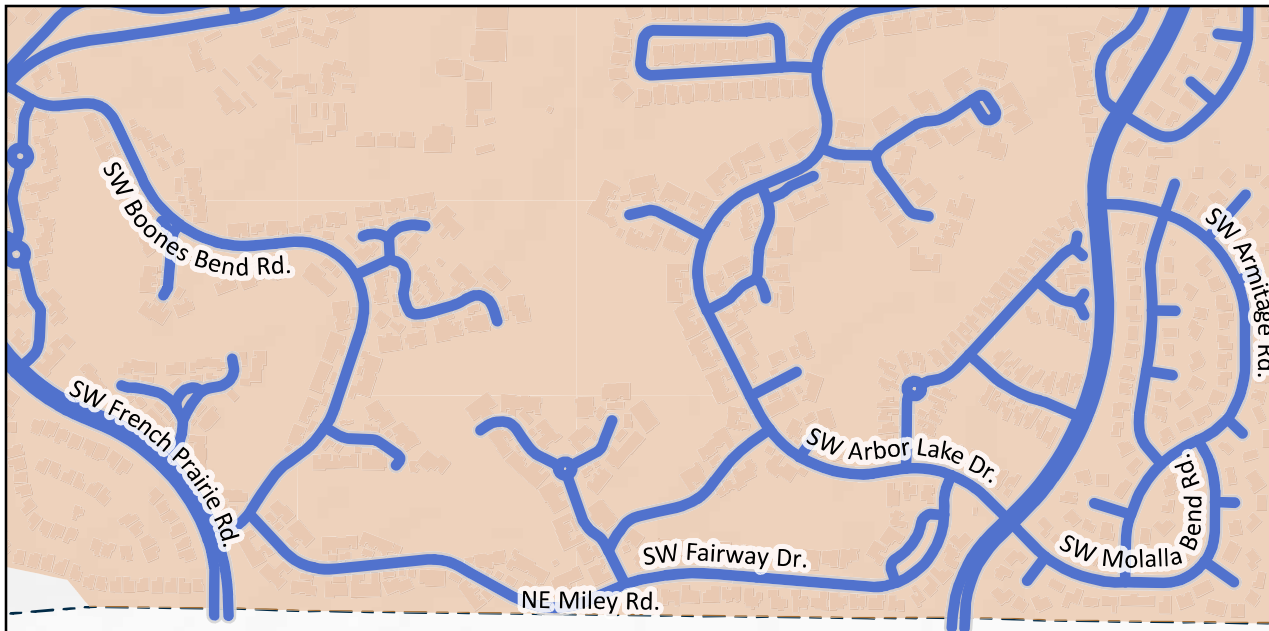 SW Boones Bend Rd.
SW Armitage Rd.
SW French Prairie Rd.
SW Arbor Lake Dr.
SW Molalla Bend Rd.
SW Fairway Dr.
NE Miley Rd.